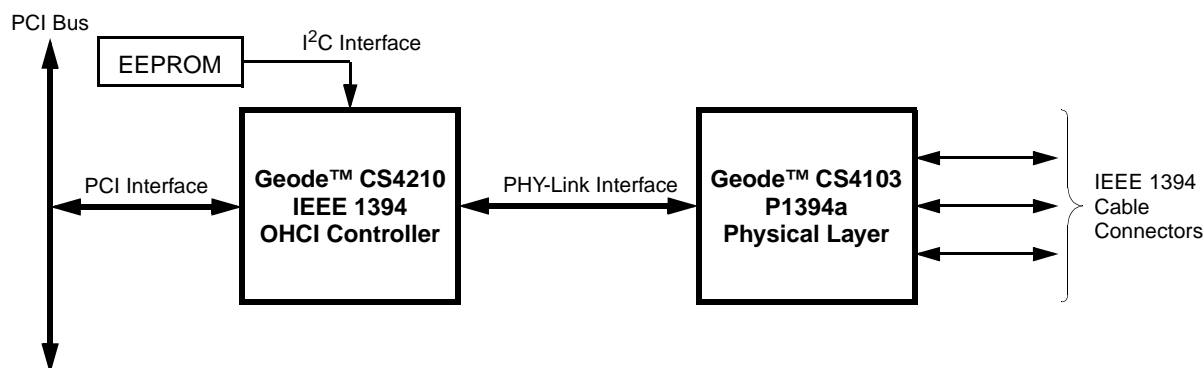 PCI Bus
I²C Interface
EEPROM
PCI Interface
Geode™ CS4210
IEEE 1394
OHCI Controller
PHY-Link Interface
Geode™ CS4103
P1394a
Physical Layer
IEEE 1394
Cable
Connectors